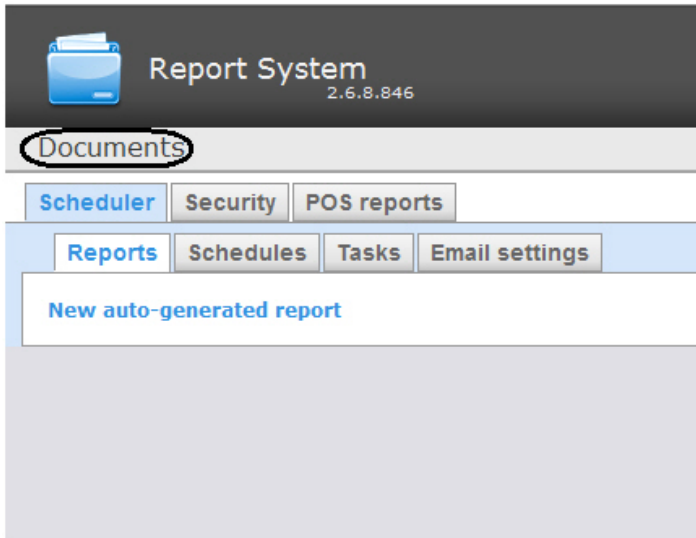 Report System
2.6.8.846
Documents
Scheduler Security POS reports
Reports Schedules Tasks Email settings
New auto-generated report